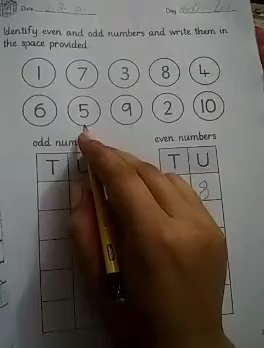 Date
Day
Identify even and odd numbers and write them in
the space provided
1 7 3 8 4
6 5 9 2 10
odd num even numbers
T T U
8